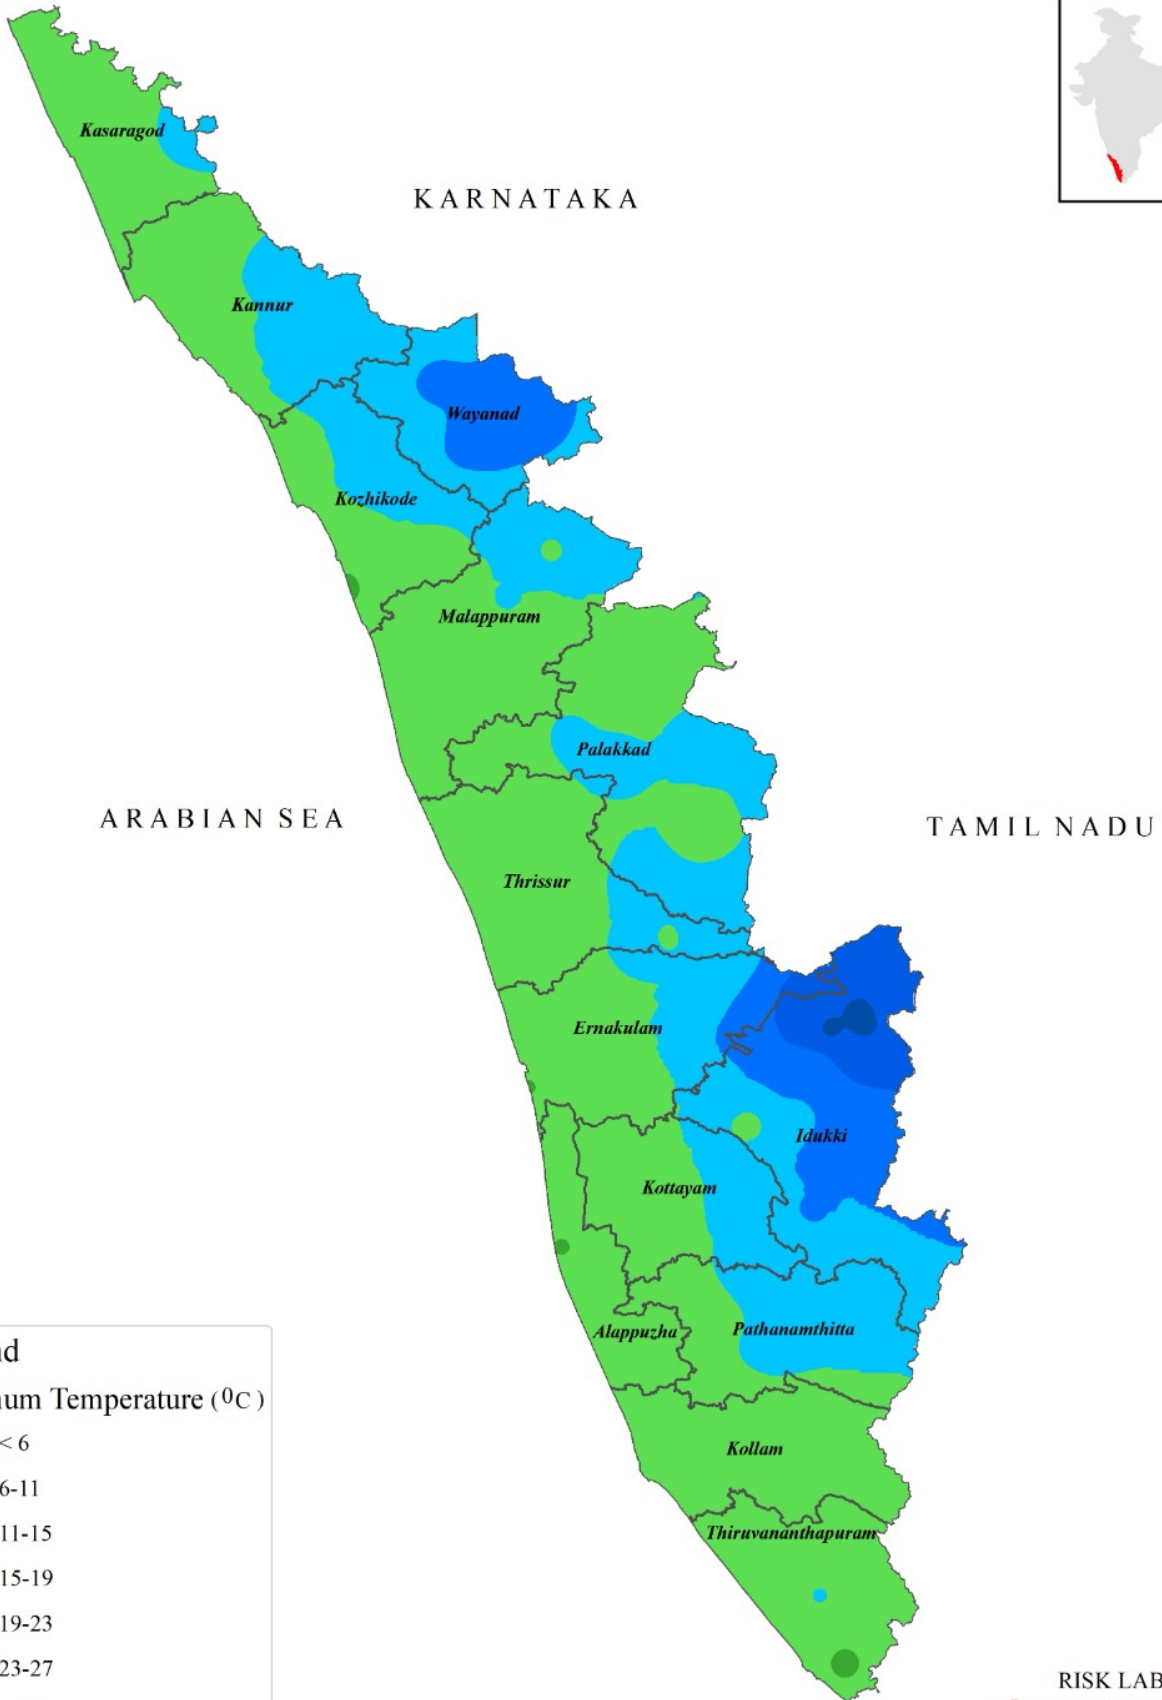 Kasaragod
KARNATAKA
Kannur
Wayanad
Kozhikode
Malappuram
Palakkad
ARABIAN SEA
TAMIL NADU
Thrissur
Ernakulam
Idukki
Kottayam
Alappuzha
Pathanamthitta
Kollam
Thiruvananthapuram
Temperature (⁰C)
< 6
6-11
11-15
15-19
19-23
23-27
RISK LAB